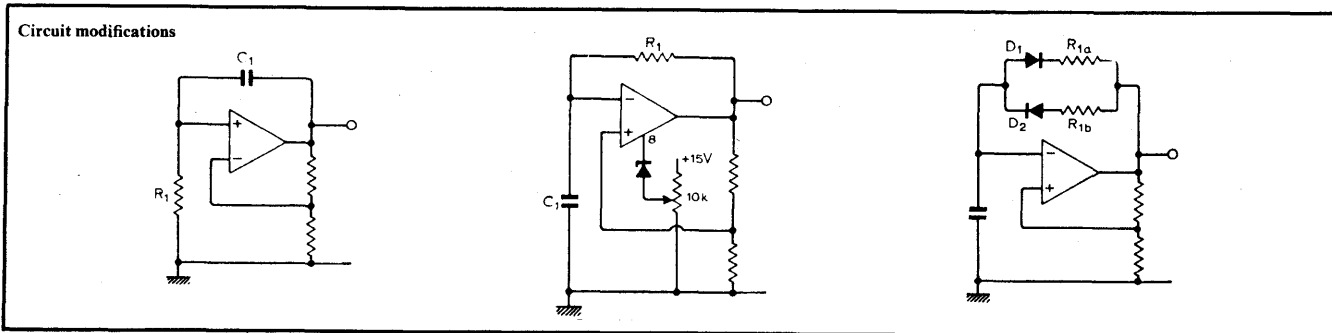 Circuit modifications
C1
R1
+
−
R1
−
+
8
+15V
10k
C1
D1
R1a
D2
R1b
−
+